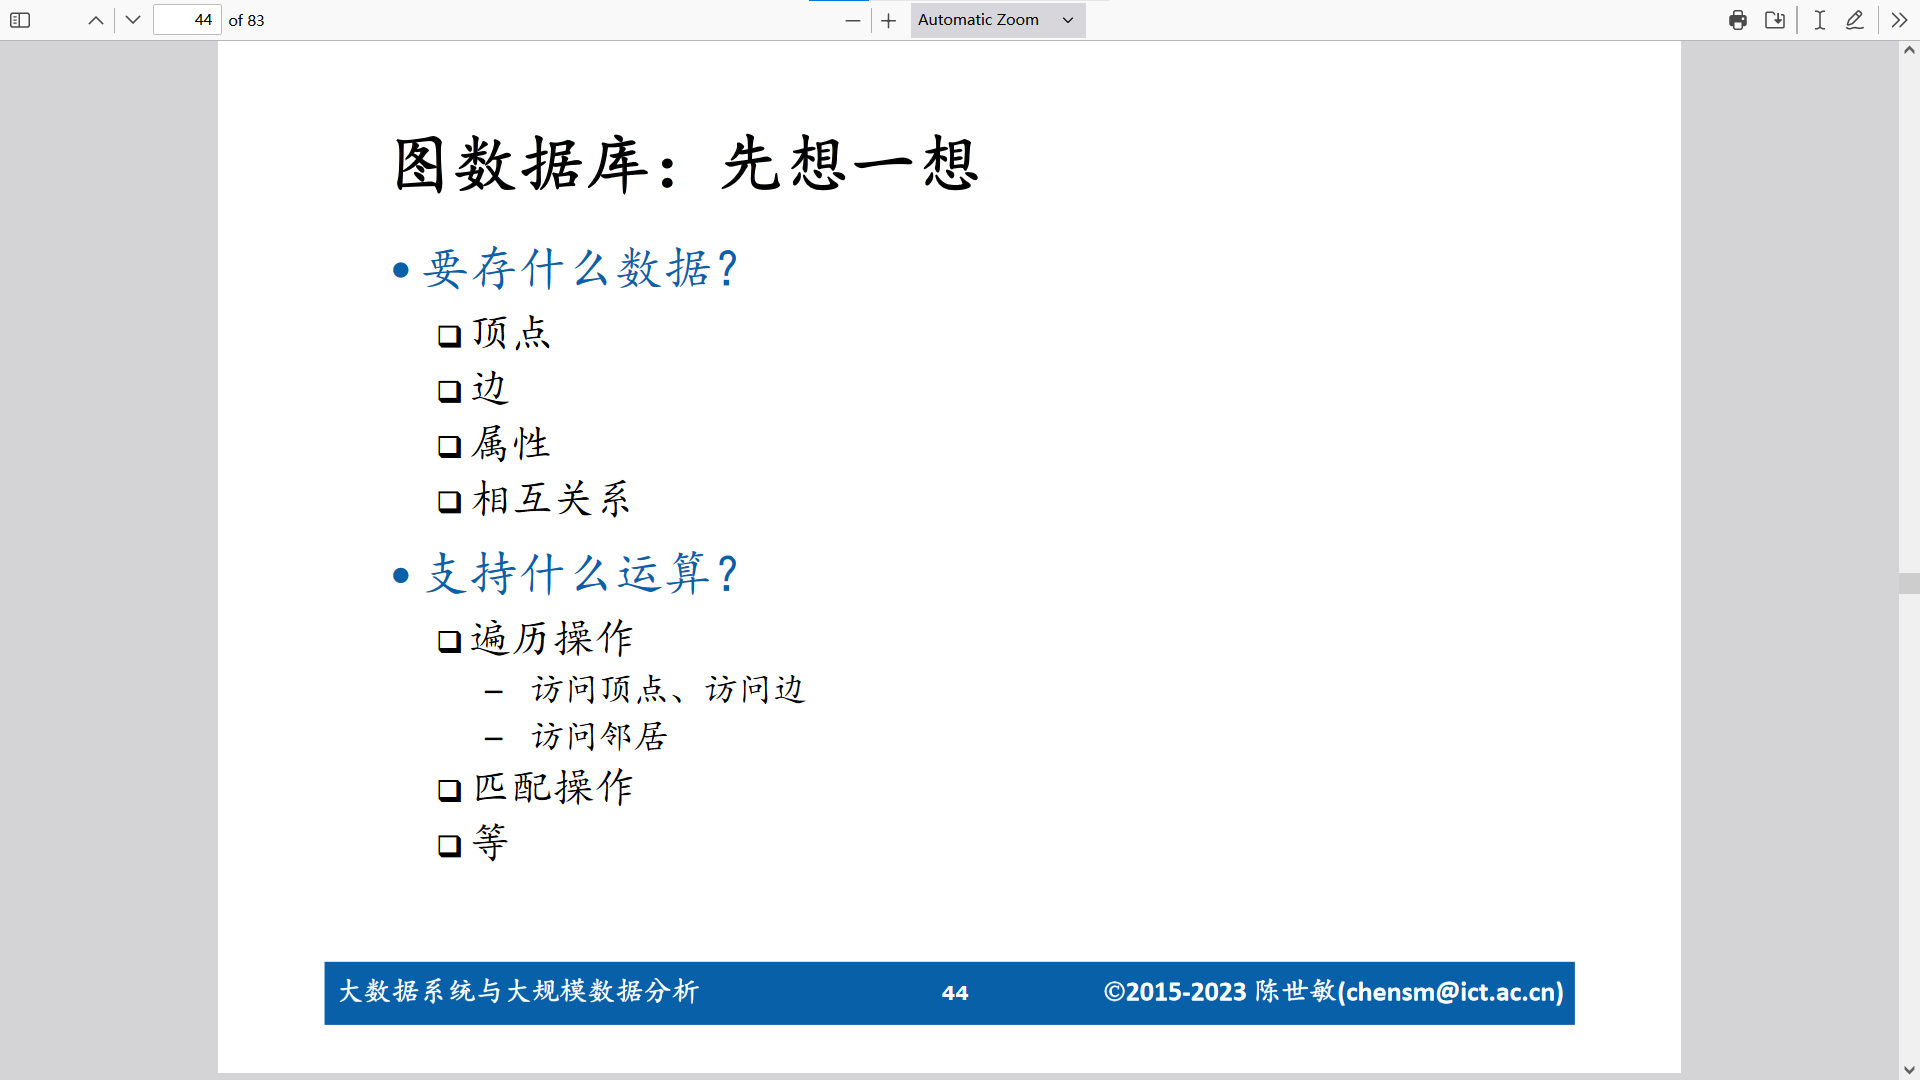 44 of 83 Automatic Zoom
图数据库：先想一想
• 要存什么数据？
❑ 顶点
❑ 边
❑ 属性
❑ 相互关系
• 支持什么运算？
❑ 遍历操作
– 访问顶点、访问边
– 访问邻居
❑ 匹配操作
❑ 等
大数据系统与大规模数据分析 44 ©2015-2023 陈世敏(chensm@ict.ac.cn)